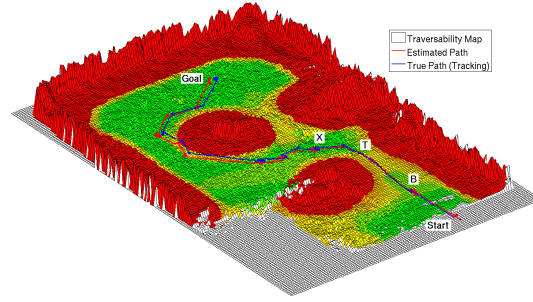 Traversability Map
Estimated Path
True Path (Tracking)
Goal
X
T
B
Start